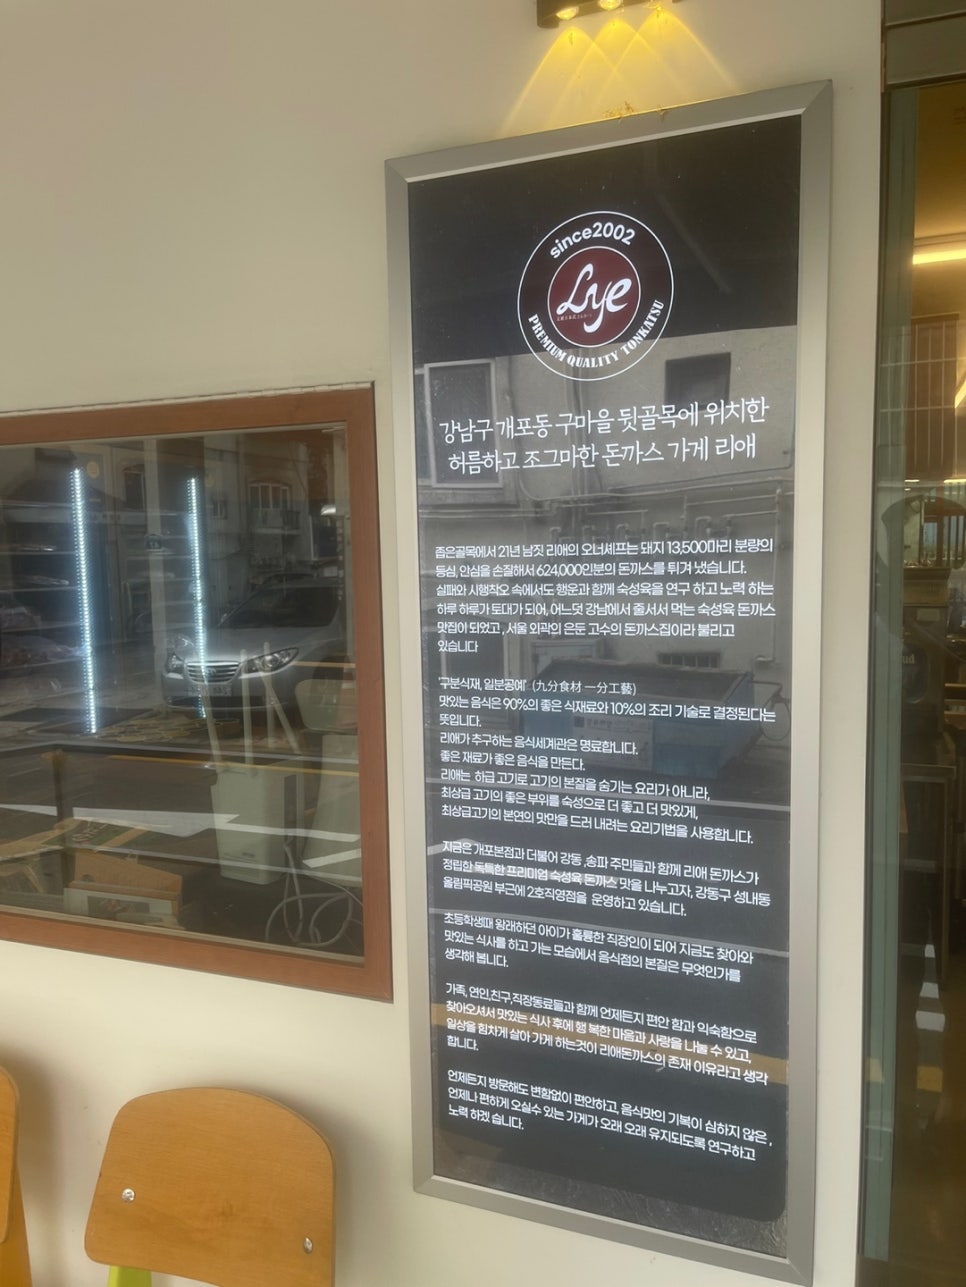 since2002
Lye
PREMIUM QUALITY TONKATSU
강남구 개포동 구마을 뒷골목에 위치한
허름하고 조그마한 돈까스 가게 리애
좁은골목에서 21년 남짓 리애의 오너셰프는 돼지 13,500마리 분량의
등심, 안심을 손질해서 624,000인분의 돈까스를 튀겨 냈습니다.
실패와 시행착오 속에서도 행운과 함께 숙성육을 연구 하고 노력 하는
하루 하루가 토대가 되어, 어느덧 강남에서 줄서서 먹는 숙성육 돈까스
맛집이 되었고 , 서울 외곽의 은둔 고수의 돈까스집이라 불리고
있습니다
'구분식재, 일분공예' (九分食材 一分工藝)
맛있는 음식은 90%의 좋은 식재료와 10%의 조리 기술로 결정된다는
뜻입니다.
리애가 추구하는 음식세계관은 명료합니다.
좋은 재료가 좋은 음식을 만든다.
리애는 하급 고기로 고기의 본질을 숨기는 요리가 아니라,
최상급 고기의 좋은 부위를 숙성으로 더 좋고 더 맛있게,
최상급고기의 본연의 맛만을 드러 내려는 요리기법을 사용합니다.
지금은 개포본점과 더불어 강동 ,송파 주민들과 함께 리애 돈까스가
정립한 독특한 프리미엄 숙성육 돈까스 맛을 나누고자, 강동구 성내동
올림픽공원 부근에 2호직영점을 운영하고 있습니다.
초등학생때 왕래하던 아이가 훌륭한 직장인이 되어 지금도 찾아와
맛있는 식사를 하고 가는 모습에서 음식점의 본질은 무엇인가를
생각해 봅니다.
가족, 연인,친구,직장동료들과 함께 언제든지 편안 함과 익숙함으로
찾아오셔서 맛있는 식사 후에 행 복한 마음과 사랑을 나눌 수 있고,
일상을 힘차게 살아 가게 하는것이 리애돈까스의 존재 이유라고 생각
합니다.
언제든지 방문해도 변함없이 편안하고, 음식맛의 기복이 심하지 않은 ,
언제나 편하게 오실수 있는 가게가 오래 오래 유지되도록 연구하고
노력 하겠 습니다.